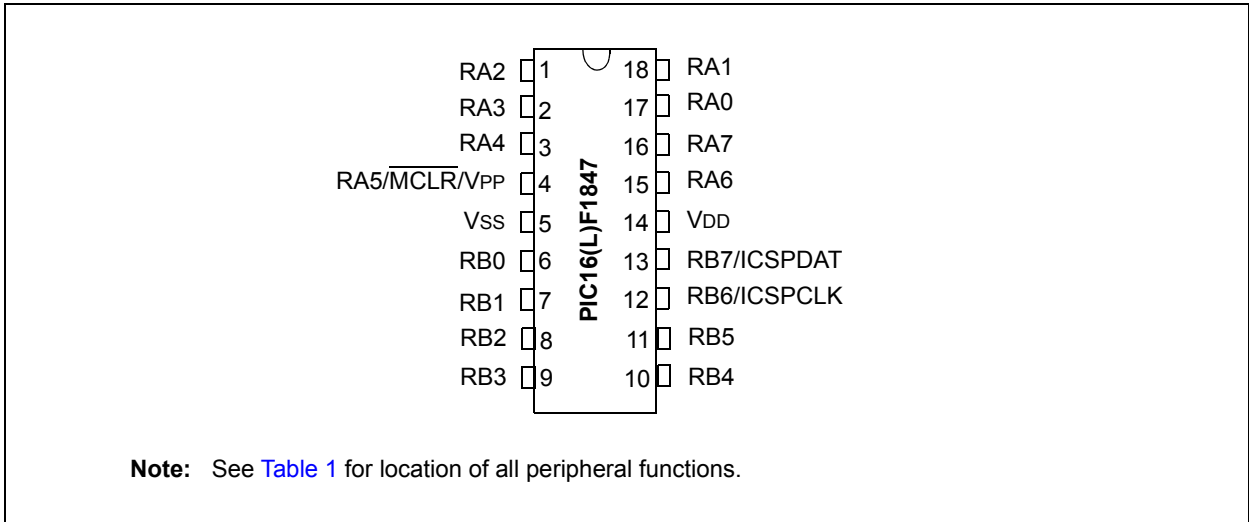 RA2 1 18 RA1
RA3 2 17 RA0
RA4 3 16 RA7
RA5/MCLR/VPP 4 15 RA6
VSS 5 14 VDD
RB0 6 13 RB7/ICSPDAT
RB1 7 12 RB6/ICSPCLK
RB2 8 11 RB5
RB3 9 10 RB4
PIC16(L)F1847
Note: See Table 1 for location of all peripheral functions.